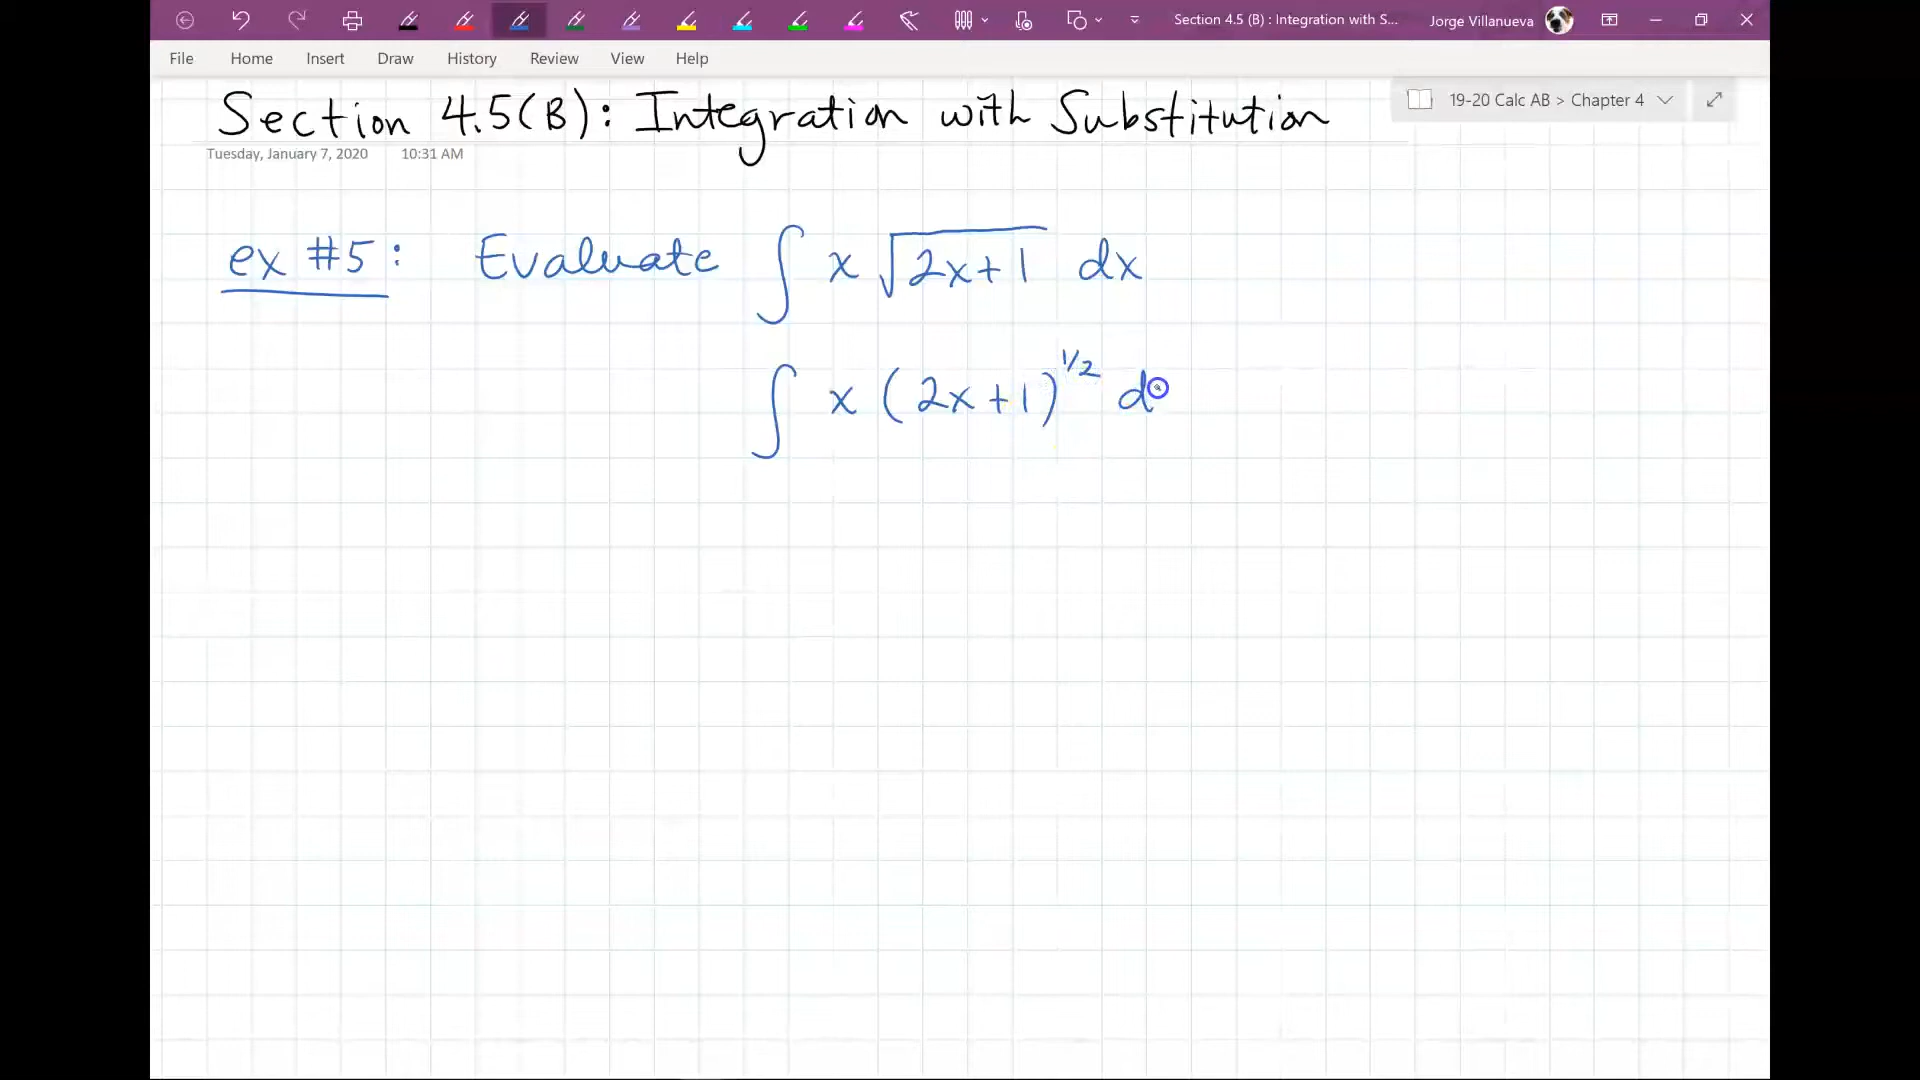 Section 4.5 (B) : Integration with S... Jorge Villanueva
File Home Insert Draw History Review View Help
Section 4.5(B): Integration with Substitution
19-20 Calc AB > Chapter 4
Tuesday, January 7, 2020 10:31 AM
ex #5: Evaluate ∫ x √(2x+1) dx
∫ x (2x+1)^1/2 d